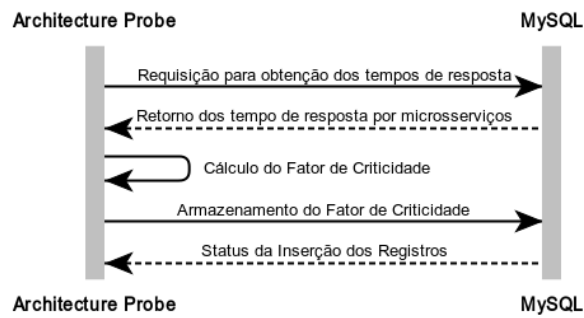 Architecture Probe
MySQL
Requisição para obtenção dos tempos de resposta
Retorno dos tempo de resposta por microsserviços
Cálculo do Fator de Criticidade
Armazenamento do Fator de Criticidade
Status da Inserção dos Registros
Architecture Probe
MySQL